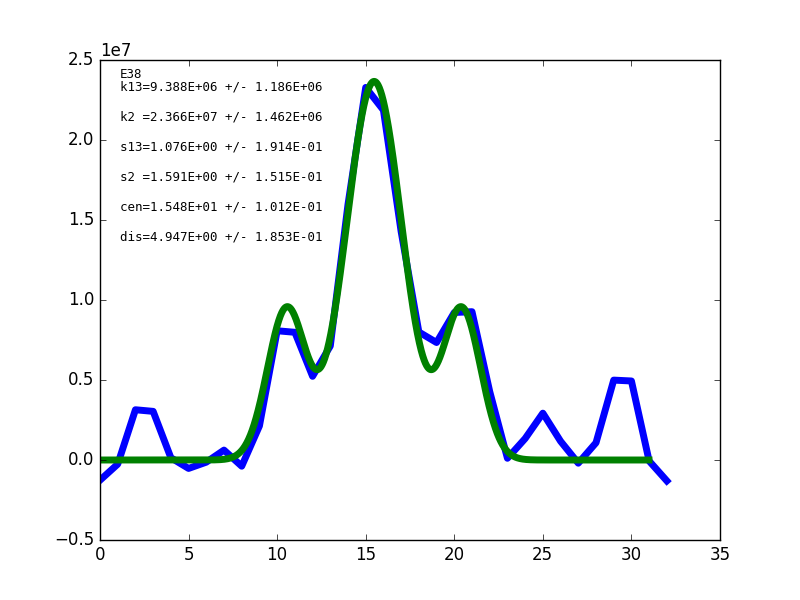 1e7
2.5
2.0
1.5
1.0
0.5
0.0
−0.5
E38
k13=9.388E+06 +/- 1.186E+06
k2 =2.366E+07 +/- 1.462E+06
s13=1.076E+00 +/- 1.914E-01
s2 =1.591E+00 +/- 1.515E-01
cen=1.548E+01 +/- 1.012E-01
dis=4.947E+00 +/- 1.853E-01
0 5 10 15 20 25 30 35